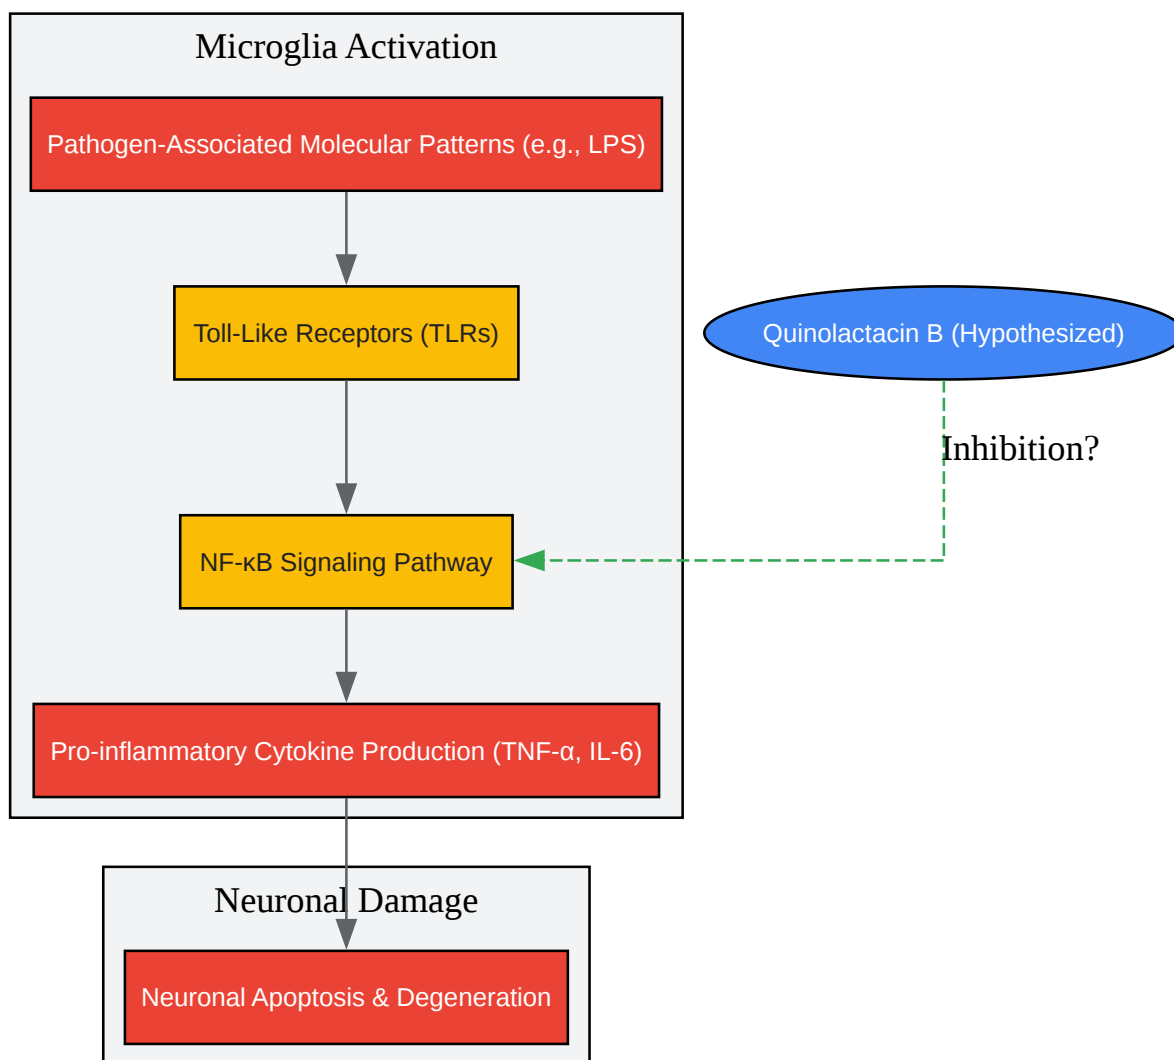 Microglia Activation
Pathogen-Associated Molecular Patterns (e.g., LPS)
Toll-Like Receptors (TLRs)
Quinolactacin B (Hypothesized)
Inhibition?
NF-κB Signaling Pathway
Pro-inflammatory Cytokine Production (TNF-α, IL-6)
Neuronal Damage
Neuronal Apoptosis & Degeneration